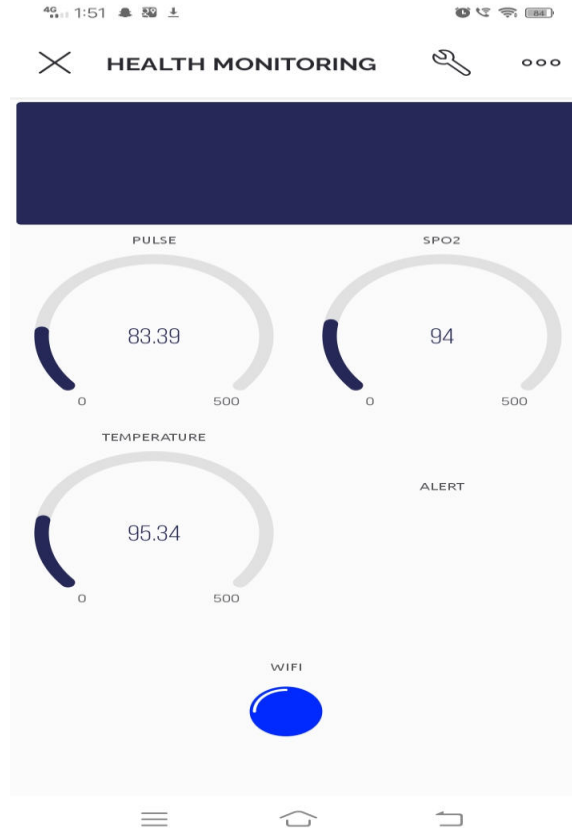 4G 1:51 84
HEALTH MONITORING
PULSE SPO2
83.39 94
0 500 0 500
TEMPERATURE
ALERT
95.34
0 500
WIFI